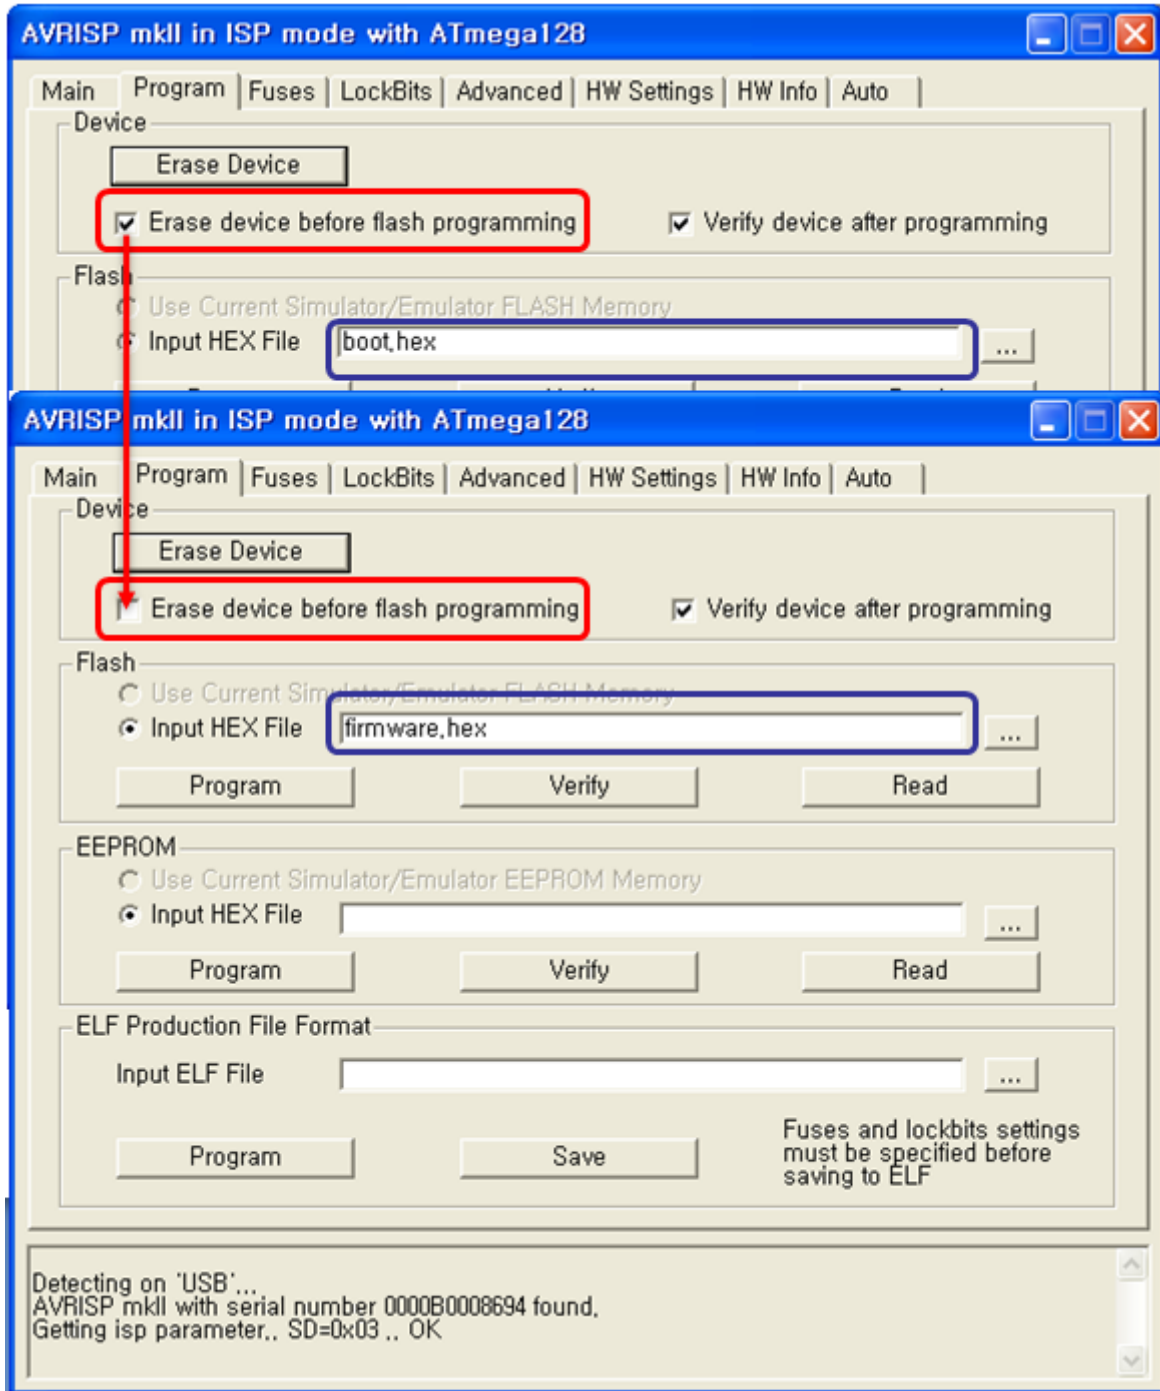 AVRISP mkII in ISP mode with ATmega128
Main Program Fuses LockBits Advanced HW Settings HW Info Auto
Device
Erase Device
Erase device before flash programming Verify device after programming
Flash
Use Current Simulator/Emulator FLASH Memory
Input HEX File boot,hex ...
AVRISP mkII in ISP mode with ATmega128
Main Program Fuses LockBits Advanced HW Settings HW Info Auto
Device
Erase Device
Erase device before flash programming Verify device after programming
Flash
Use Current Simulator/Emulator FLASH Memory
Input HEX File firmware,hex ...
Program Verify Read
EEPROM
Use Current Simulator/Emulator EEPROM Memory
Input HEX File ...
Program Verify Read
ELF Production File Format
Input ELF File ...
Fuses and lockbits settings
must be specified before
saving to ELF
Program Save
Detecting on 'USB',,,
AVRISP mkII with serial number 0000B0008694 found,
Getting isp parameter,, SD=0x03 ,, OK